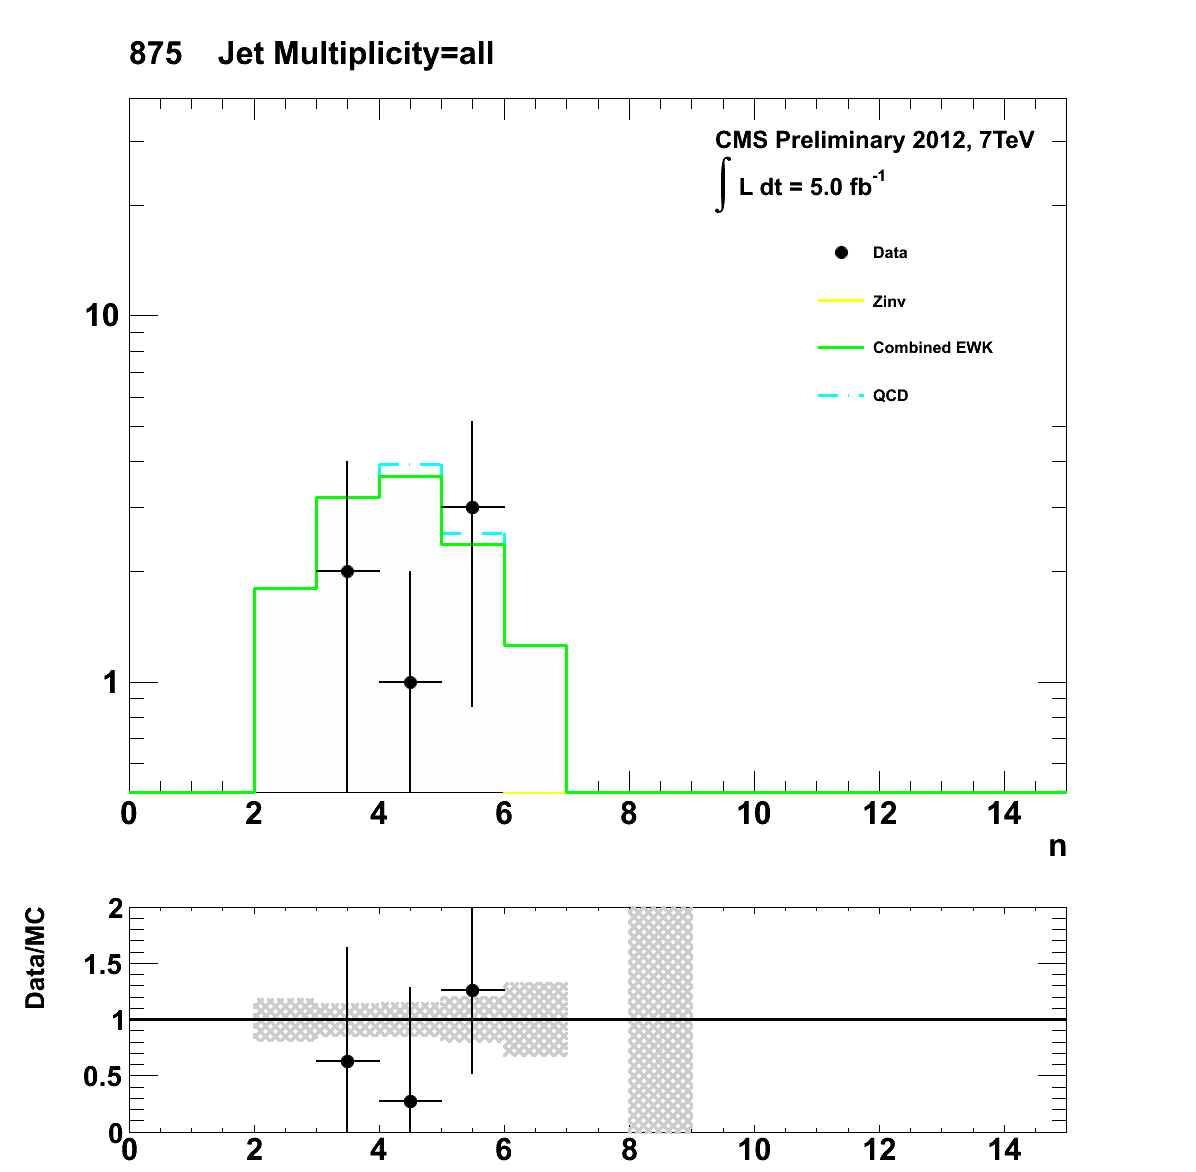 875 Jet Multiplicity=all
CMS Preliminary 2012, 7TeV
∫ L dt = 5.0 fb⁻¹
Data
Zinv
Combined EWK
QCD
10
1
0 2 4 6 8 10 12 14
n
Data/MC
2
1.5
1
0.5
0
0 2 4 6 8 10 12 14